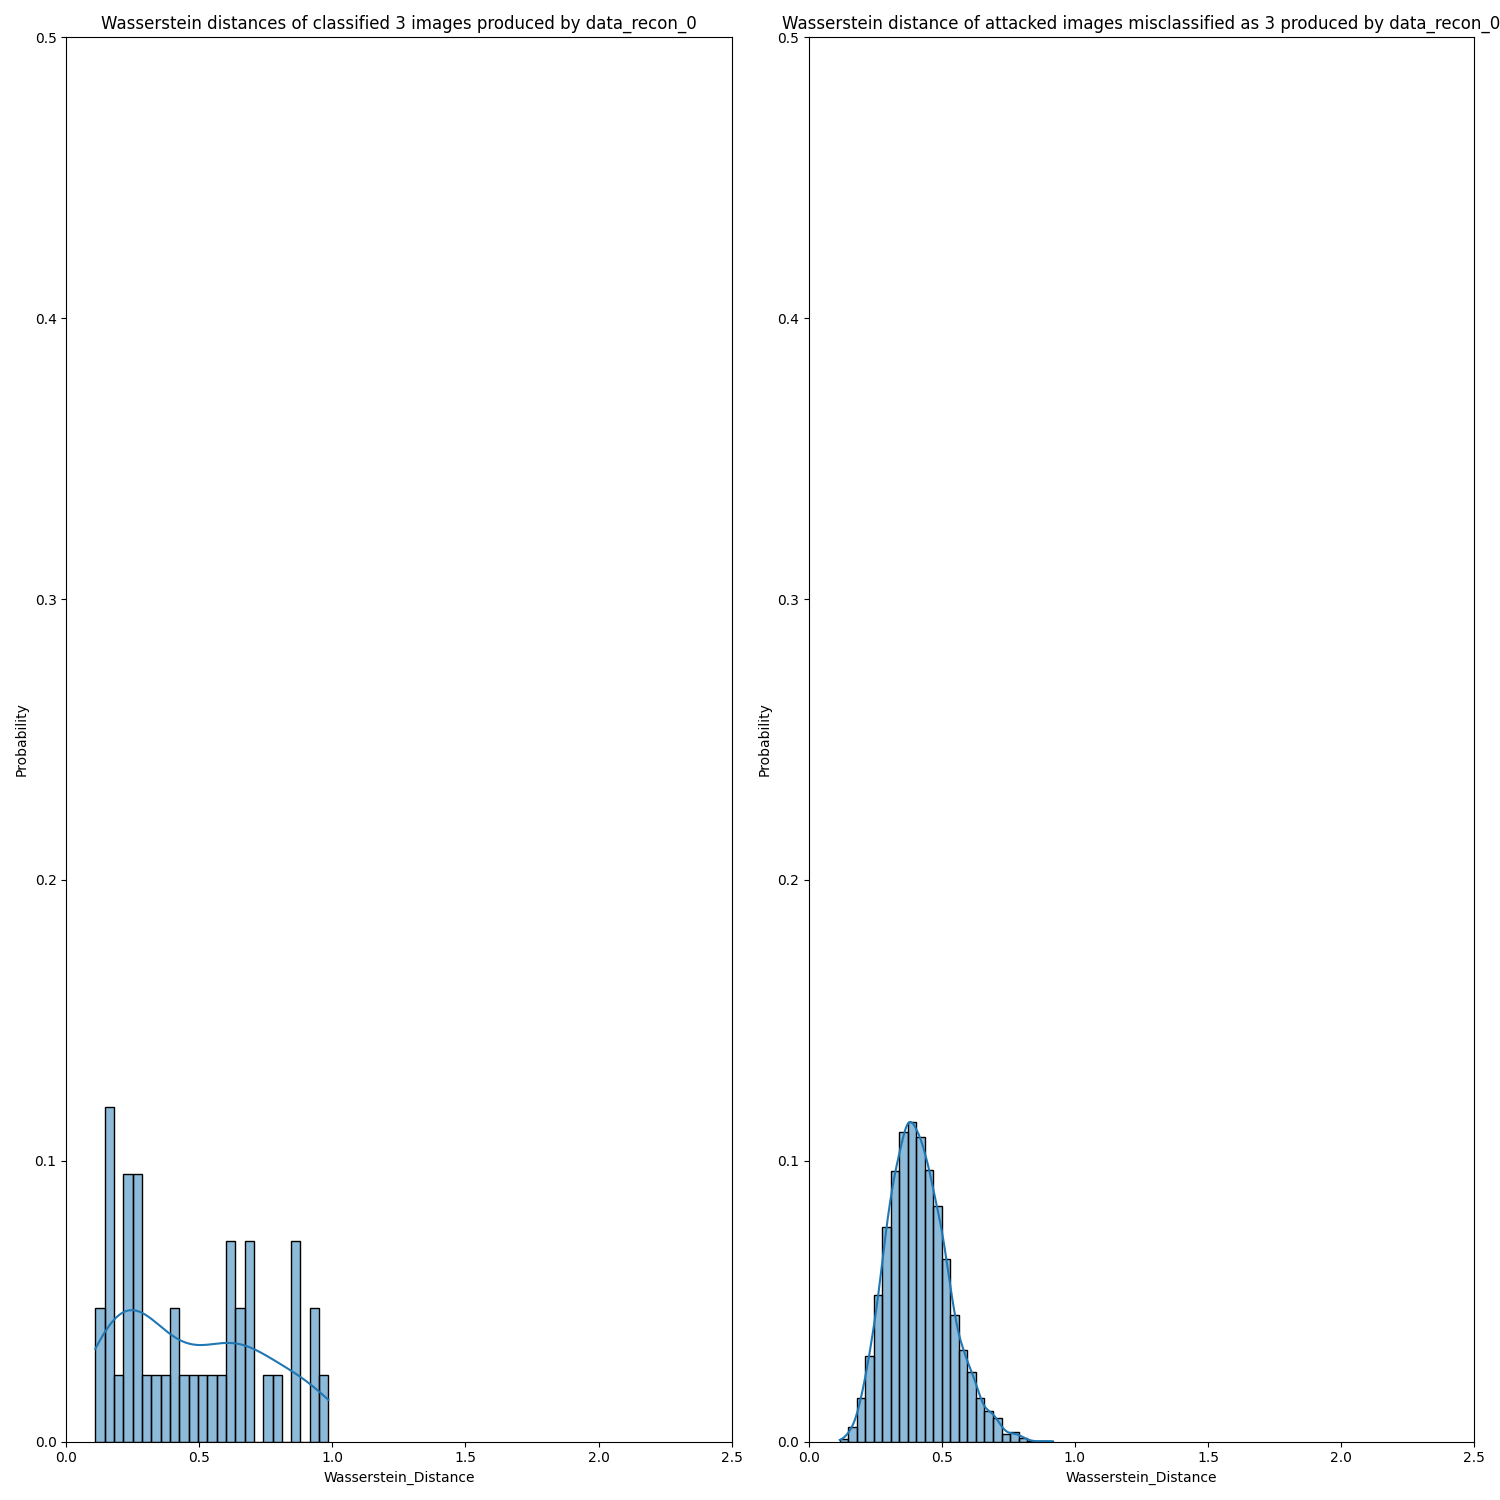 Wasserstein distances of classified 3 images produced by data_recon_0
0.5
0.4
0.3
0.2
0.1
0.0
Probability
0.0 0.5 1.0 1.5 2.0 2.5
Wasserstein_Distance
Wasserstein distance of attacked images misclassified as 3 produced by data_recon_0
0.5
0.4
0.3
0.2
0.1
0.0
Probability
0.0 0.5 1.0 1.5 2.0 2.5
Wasserstein_Distance